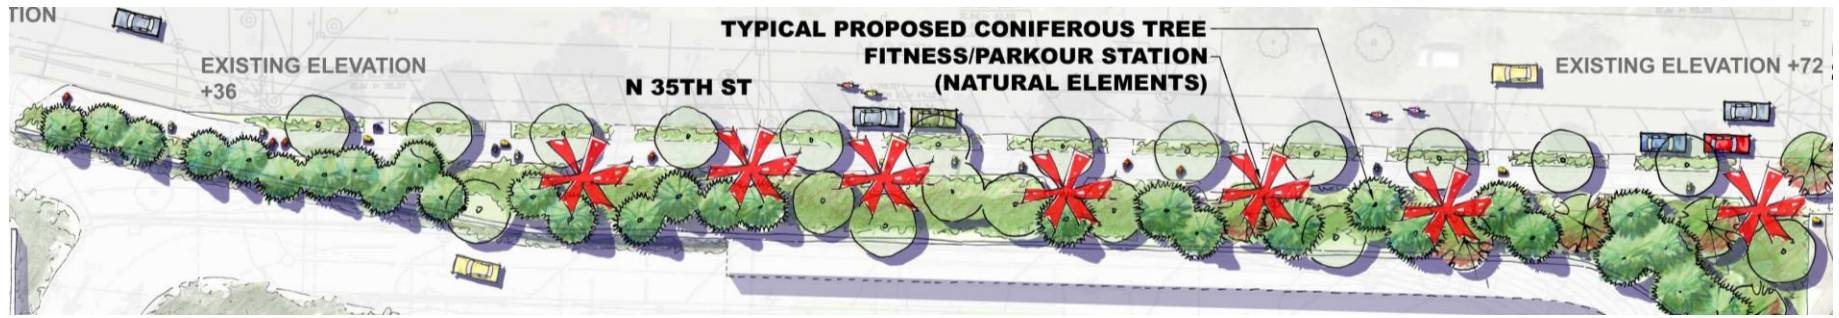 TION
EXISTING ELEVATION
+36
N 35TH ST
TYPICAL PROPOSED CONIFEROUS TREE
FITNESS/PARKOUR STATION
(NATURAL ELEMENTS)
EXISTING ELEVATION +72